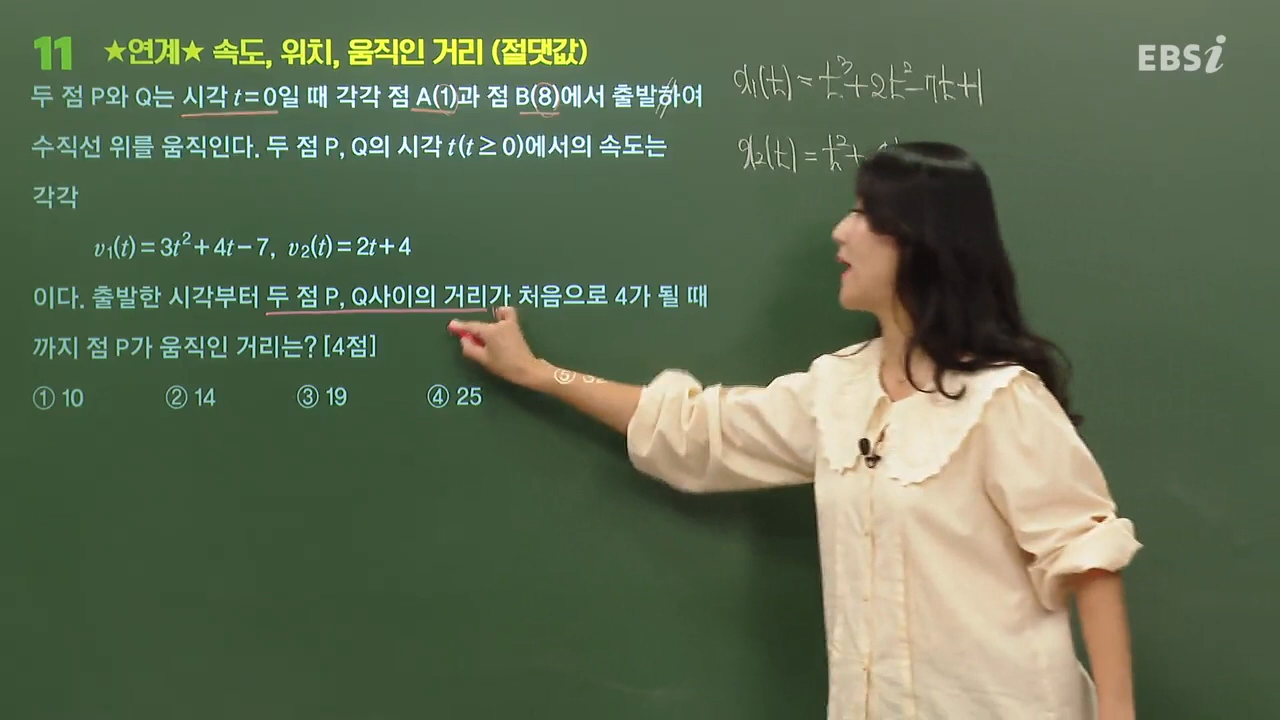 11 ★연계★ 속도, 위치, 움직인 거리 (절댓값)
두 점 P와 Q는 시각 t=0일 때 각각 점 A(1)과 점 B(8)에서 출발하여
수직선 위를 움직인다. 두 점 P, Q의 시각 t(t≥0)에서의 속도는
각각
v₁(t)=3t²+4t-7, v₂(t)=2t+4
이다. 출발한 시각부터 두 점 P, Q사이의 거리가 처음으로 4가 될 때
까지 점 P가 움직인 거리는? [4점]
① 10 ② 14 ③ 19 ④ 25 ⑤
x₁(t)=t³+2t²-7t+1
x₂(t)=t²+
EBSi